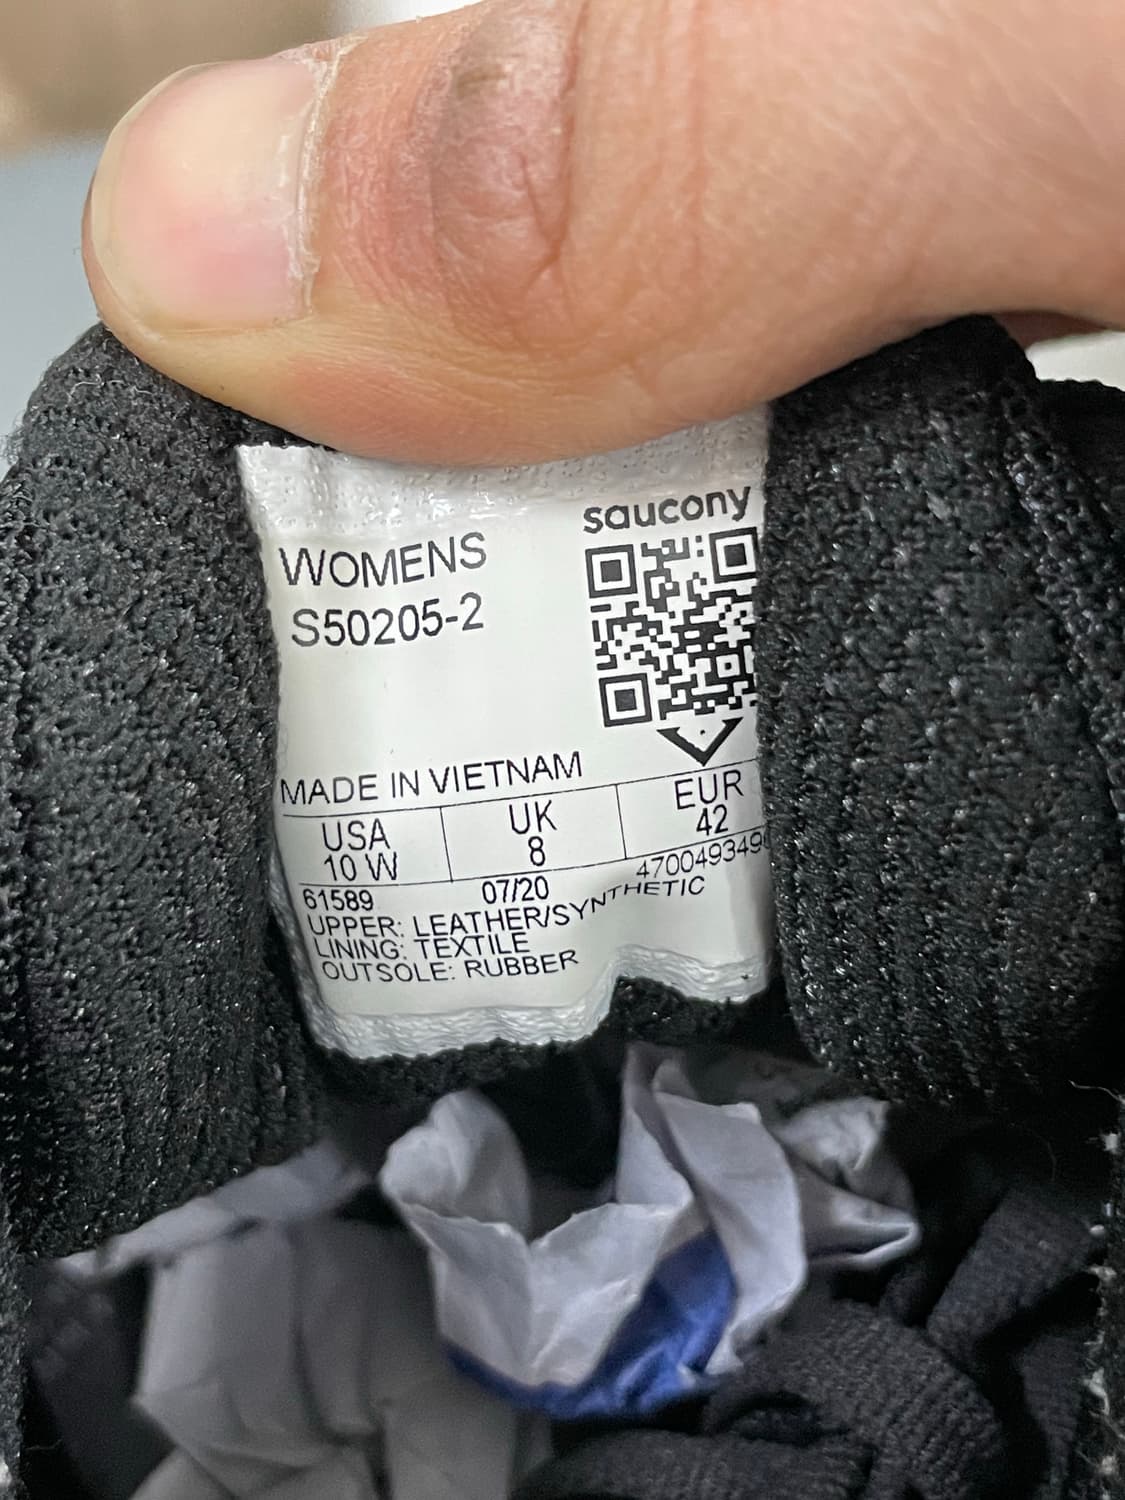 saucony
WOMENS
S50205-2
MADE IN VIETNAM
USA UK EUR
10 W 8 42
61589 07/20
UPPER: LEATHER/SYNTHETIC
LINING: TEXTILE
OUTSOLE: RUBBER